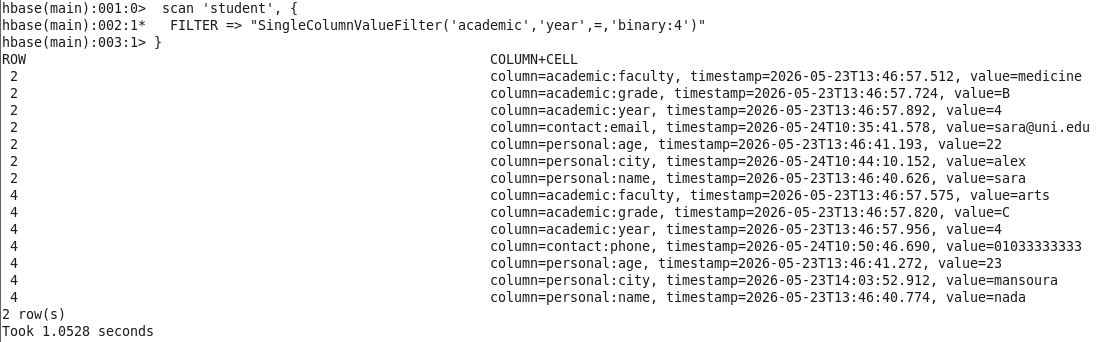 hbase(main):001:0>  scan 'student', {
hbase(main):002:1*   FILTER => "SingleColumnValueFilter('academic','year',=,'binary:4')"
hbase(main):003:1> }
ROW                                                        COLUMN+CELL
 2                                                         column=academic:faculty, timestamp=2026-05-23T13:46:57.512, value=medicine
 2                                                         column=academic:grade, timestamp=2026-05-23T13:46:57.724, value=B
 2                                                         column=academic:year, timestamp=2026-05-23T13:46:57.892, value=4
 2                                                         column=contact:email, timestamp=2026-05-24T10:35:41.578, value=sara@uni.edu
 2                                                         column=personal:age, timestamp=2026-05-23T13:46:41.193, value=22
 2                                                         column=personal:city, timestamp=2026-05-24T10:44:10.152, value=alex
 2                                                         column=personal:name, timestamp=2026-05-23T13:46:40.626, value=sara
 4                                                         column=academic:faculty, timestamp=2026-05-23T13:46:57.575, value=arts
 4                                                         column=academic:grade, timestamp=2026-05-23T13:46:57.820, value=C
 4                                                         column=academic:year, timestamp=2026-05-23T13:46:57.956, value=4
 4                                                         column=contact:phone, timestamp=2026-05-24T10:50:46.690, value=01033333333
 4                                                         column=personal:age, timestamp=2026-05-23T13:46:41.272, value=23
 4                                                         column=personal:city, timestamp=2026-05-23T14:03:52.912, value=mansoura
 4                                                         column=personal:name, timestamp=2026-05-23T13:46:40.774, value=nada
2 row(s)
Took 1.0528 seconds